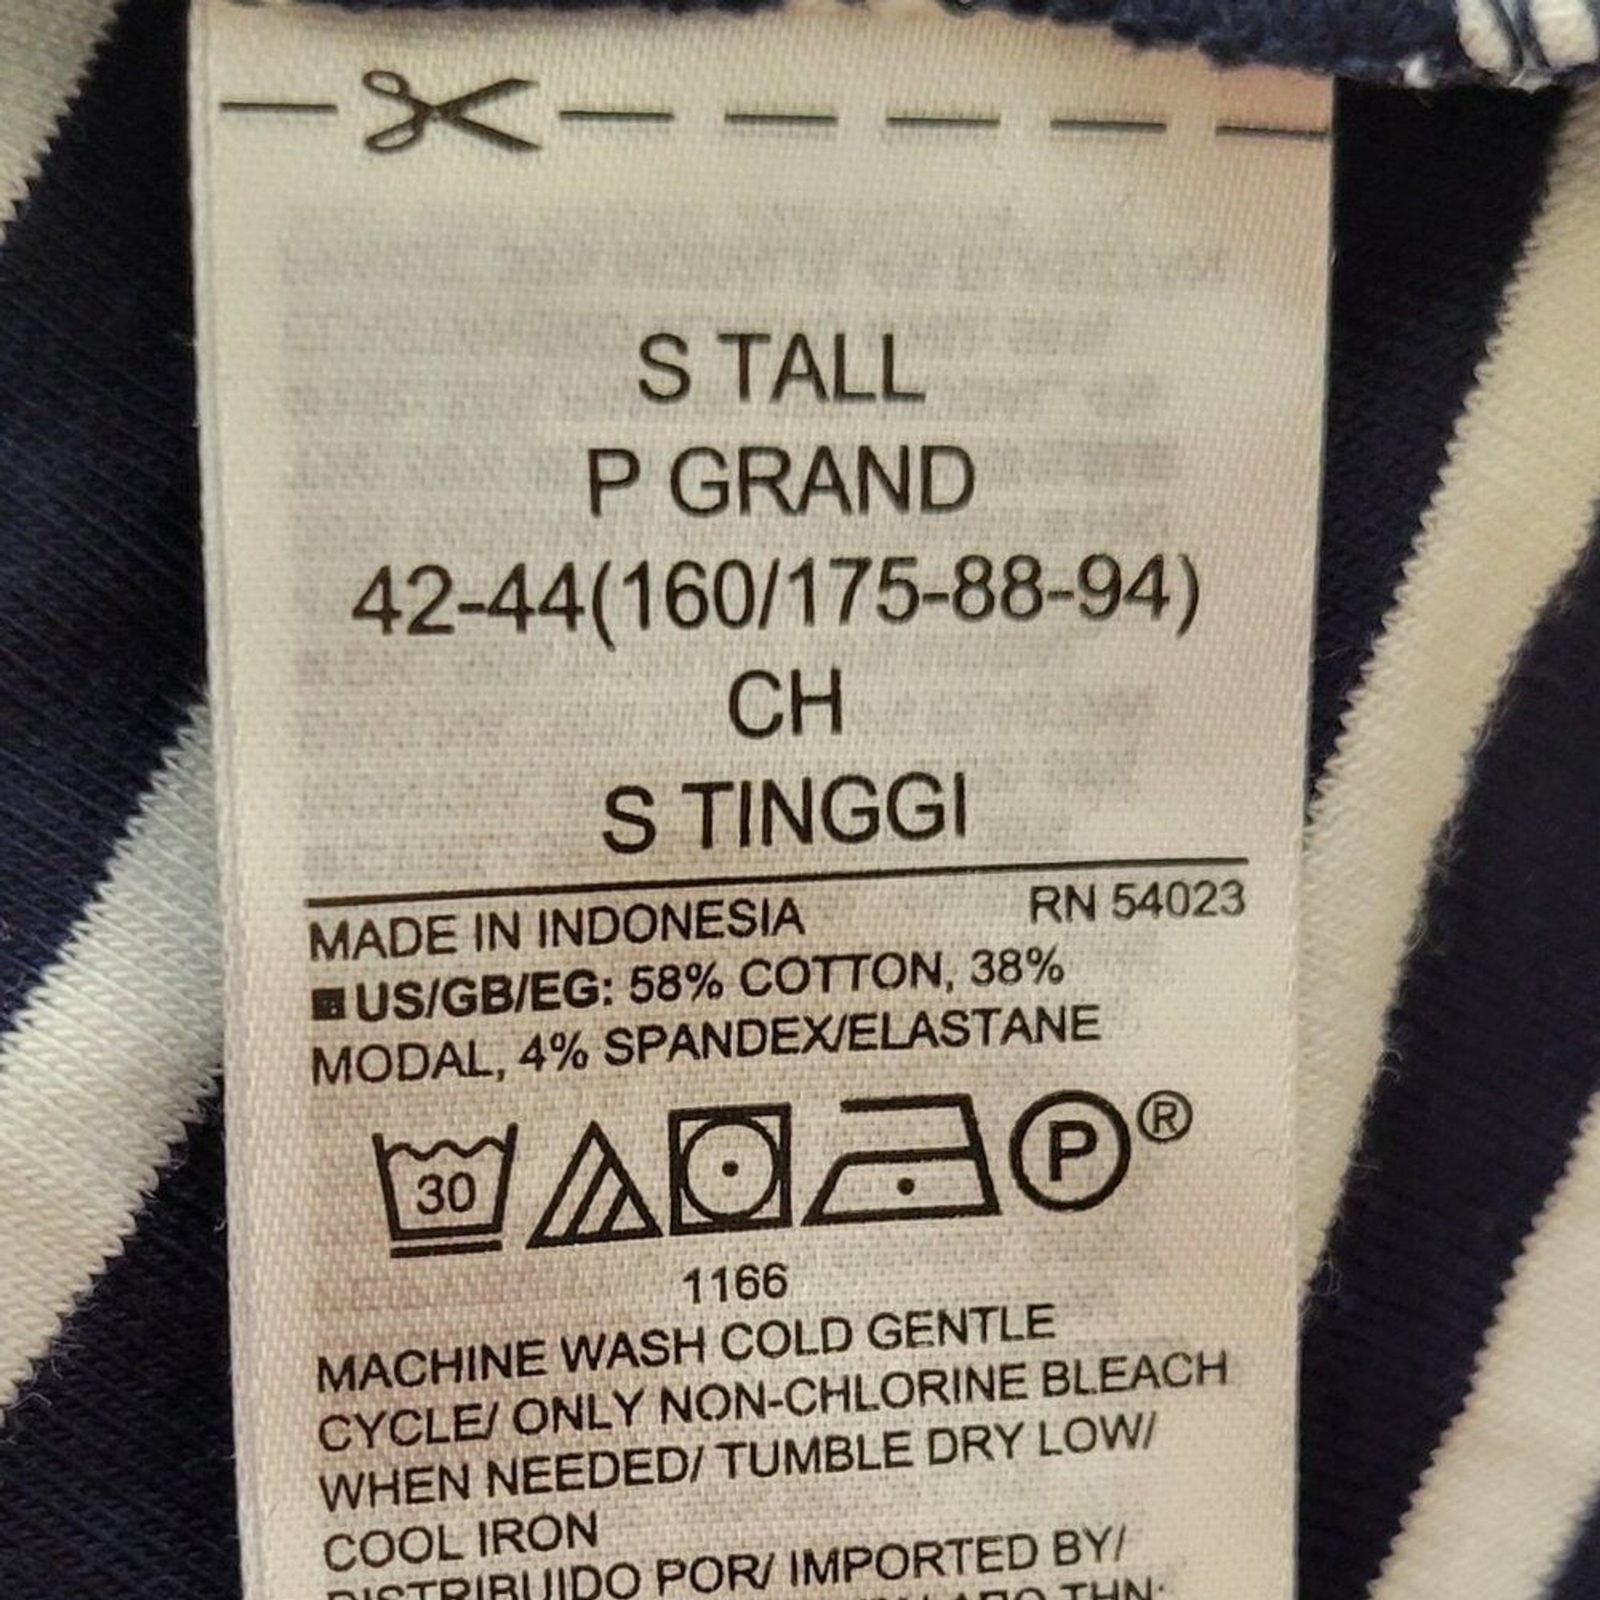 S TALL
P GRAND
42-44(160/175-88-94)
CH
S TINGGI
MADE IN INDONESIA RN 54023
US/GB/EG: 58% COTTON, 38%
MODAL, 4% SPANDEX/ELASTANE
30 P®
1166
MACHINE WASH COLD GENTLE
CYCLE/ ONLY NON-CHLORINE BLEACH
WHEN NEEDED/ TUMBLE DRY LOW/
COOL IRON
DISTRIBUIDO POR/ IMPORTED BY/